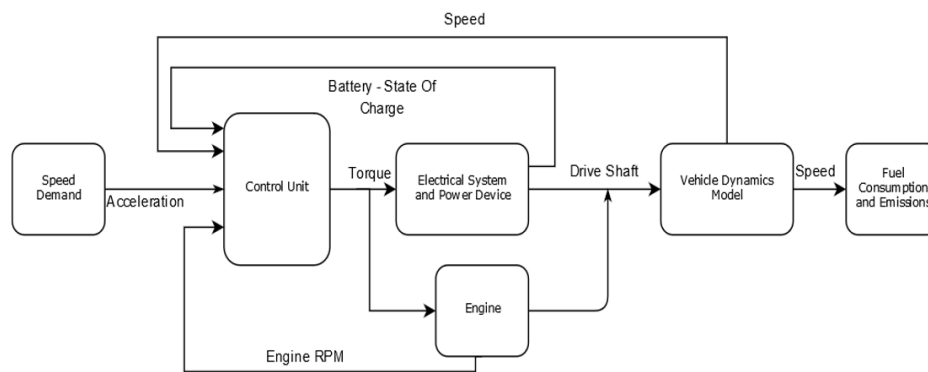 Speed
Battery - State Of
Charge
Speed
Demand
Acceleration
Control Unit
Torque
Electrical System
and Power Device
Drive Shaft
Vehicle Dynamics
Model
Speed
Fuel
Consumption
and Emissions
Engine
Engine RPM